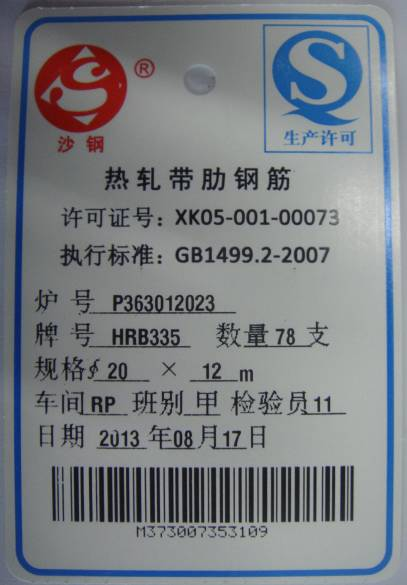 ®
沙钢
生产许可
热轧带肋钢筋
许可证号：XK05-001-00073
执行标准：GB1499.2-2007
炉 号 P363012023
牌 号 HRB335 数量 78 支
规格∮ 20 × 12 m
车间 RP 班别 甲 检验员 11
日期 2013 年 08 月 17 日
M373007353109